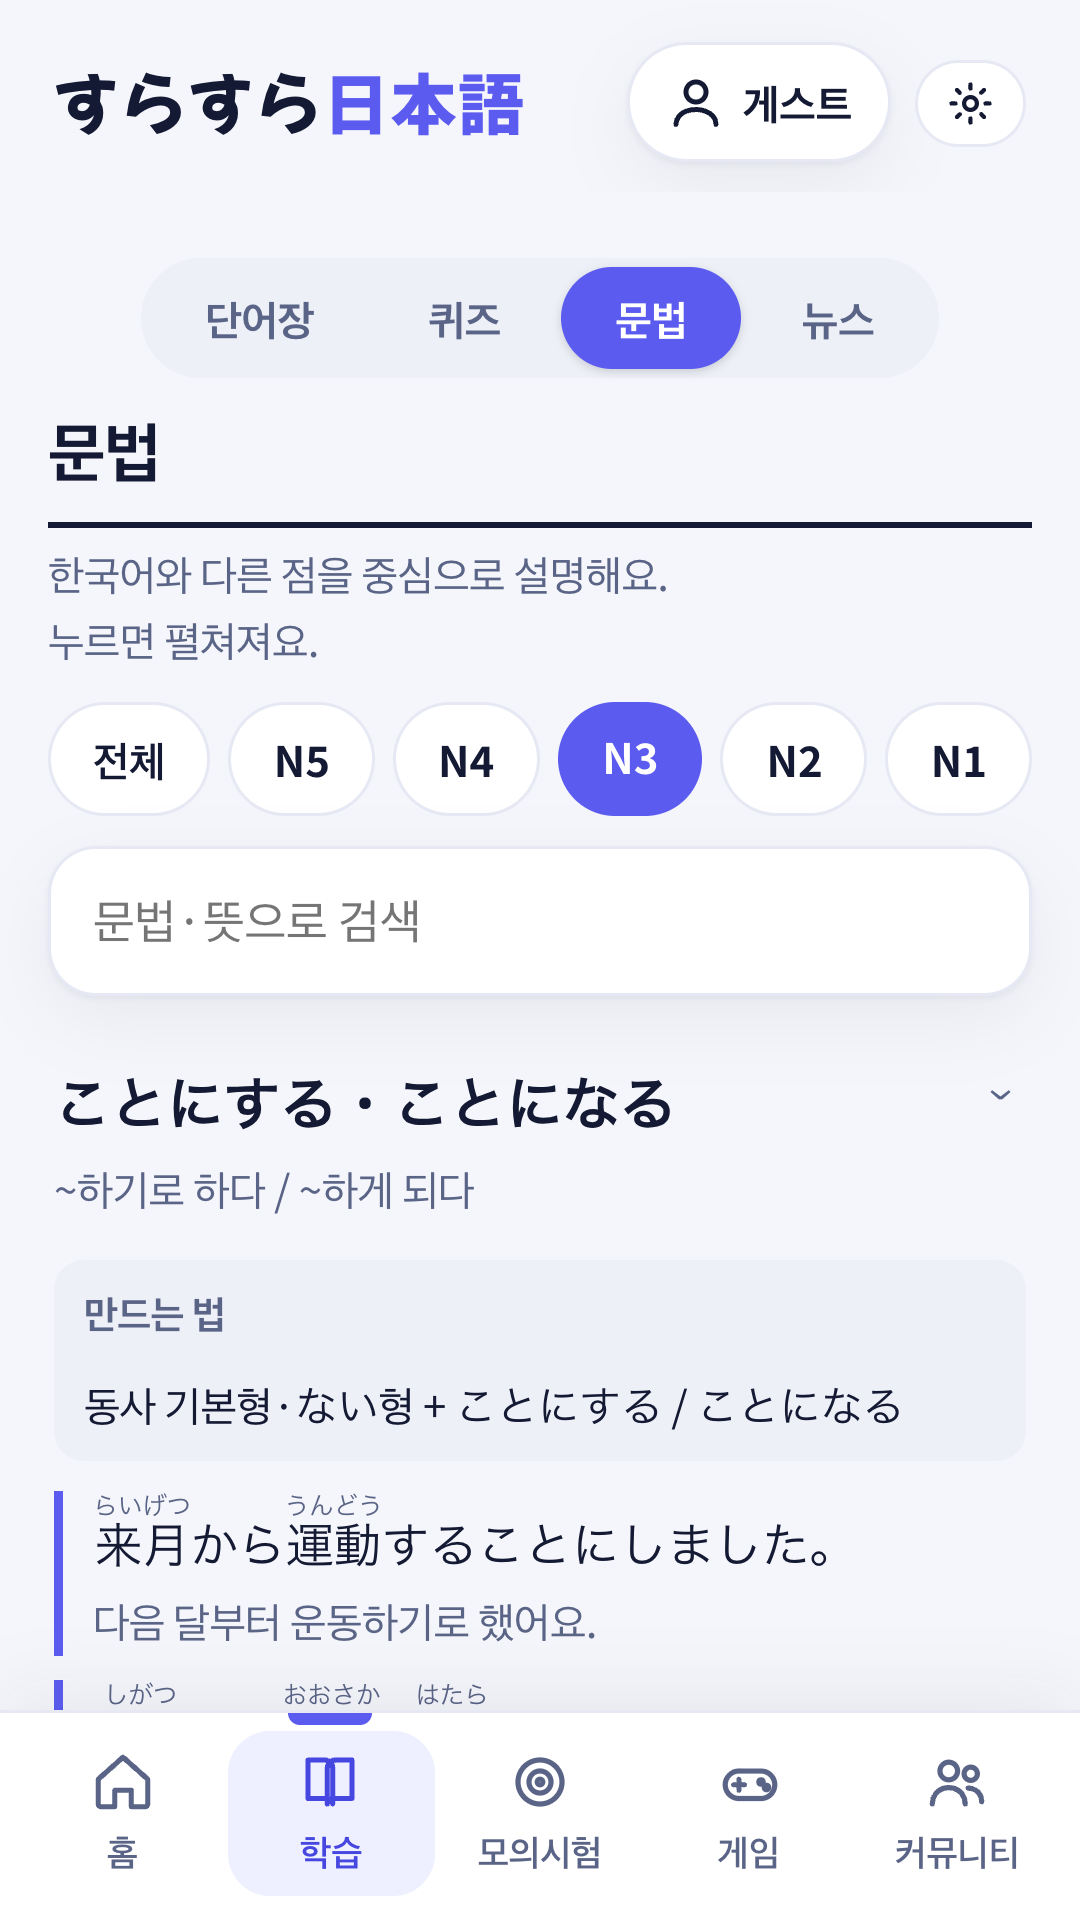 すらすら日本語
게스트
단어장 퀴즈 문법 뉴스
문법
한국어와 다른 점을 중심으로 설명해요.
누르면 펼쳐져요.
전체 N5 N4 N3 N2 N1
문법·뜻으로 검색
ことにする・ことになる
~하기로 하다 / ~하게 되다
만드는 법
동사 기본형·ない형 + ことにする / ことになる
らいげつ うんどう
来月から運動することにしました。
다음 달부터 운동하기로 했어요.
しがつ おおさか はたら
홈 학습 모의시험 게임 커뮤니티